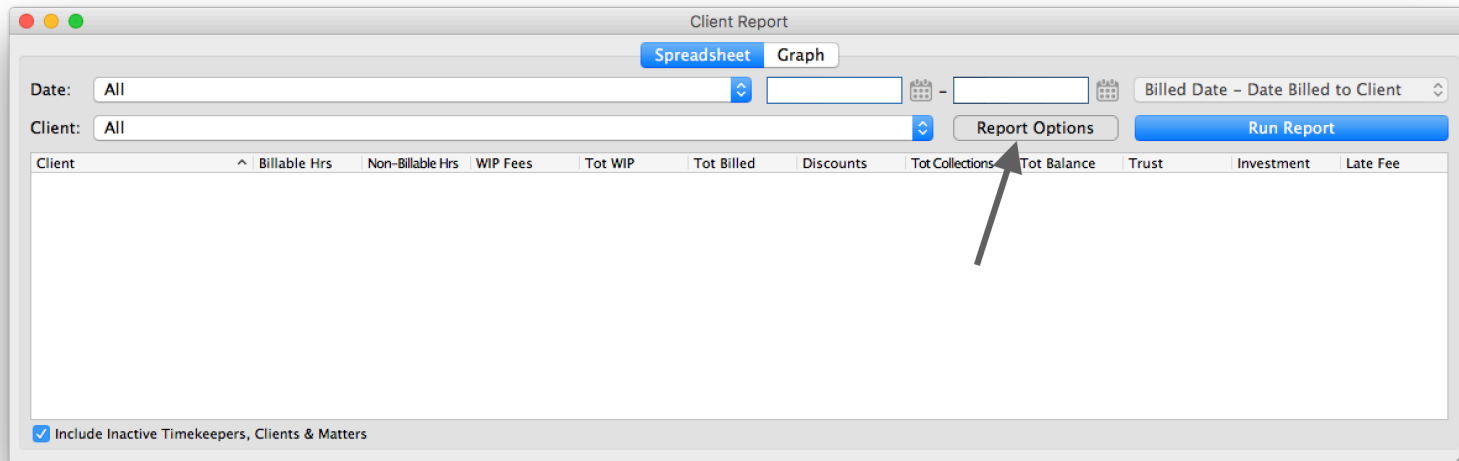 Client Report
Spreadsheet Graph
Date: All – Billed Date – Date Billed to Client
Client: All Report Options Run Report
Client Billable Hrs Non-Billable Hrs WIP Fees Tot WIP Tot Billed Discounts Tot Collections Tot Balance Trust Investment Late Fee
Include Inactive Timekeepers, Clients & Matters